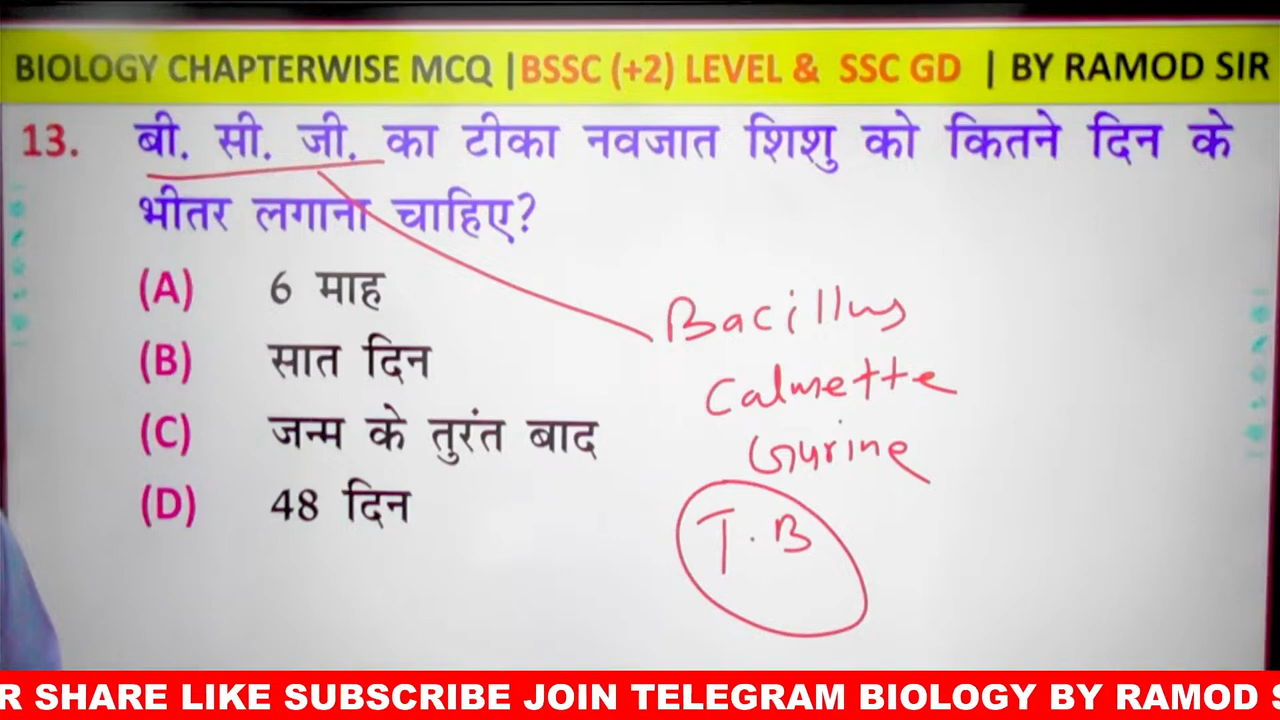 BIOLOGY CHAPTERWISE MCQ |BSSC (+2) LEVEL & SSC GD | BY RAMOD SIR
13. बी. सी. जी. का टीका नवजात शिशु को कितने दिन के
भीतर लगाना चाहिए?
(A) 6 माह
(B) सात दिन
(C) जन्म के तुरंत बाद
(D) 48 दिन
Bacillus
Calmette
Gurine
T.B
R SHARE LIKE SUBSCRIBE JOIN TELEGRAM BIOLOGY BY RAMOD S